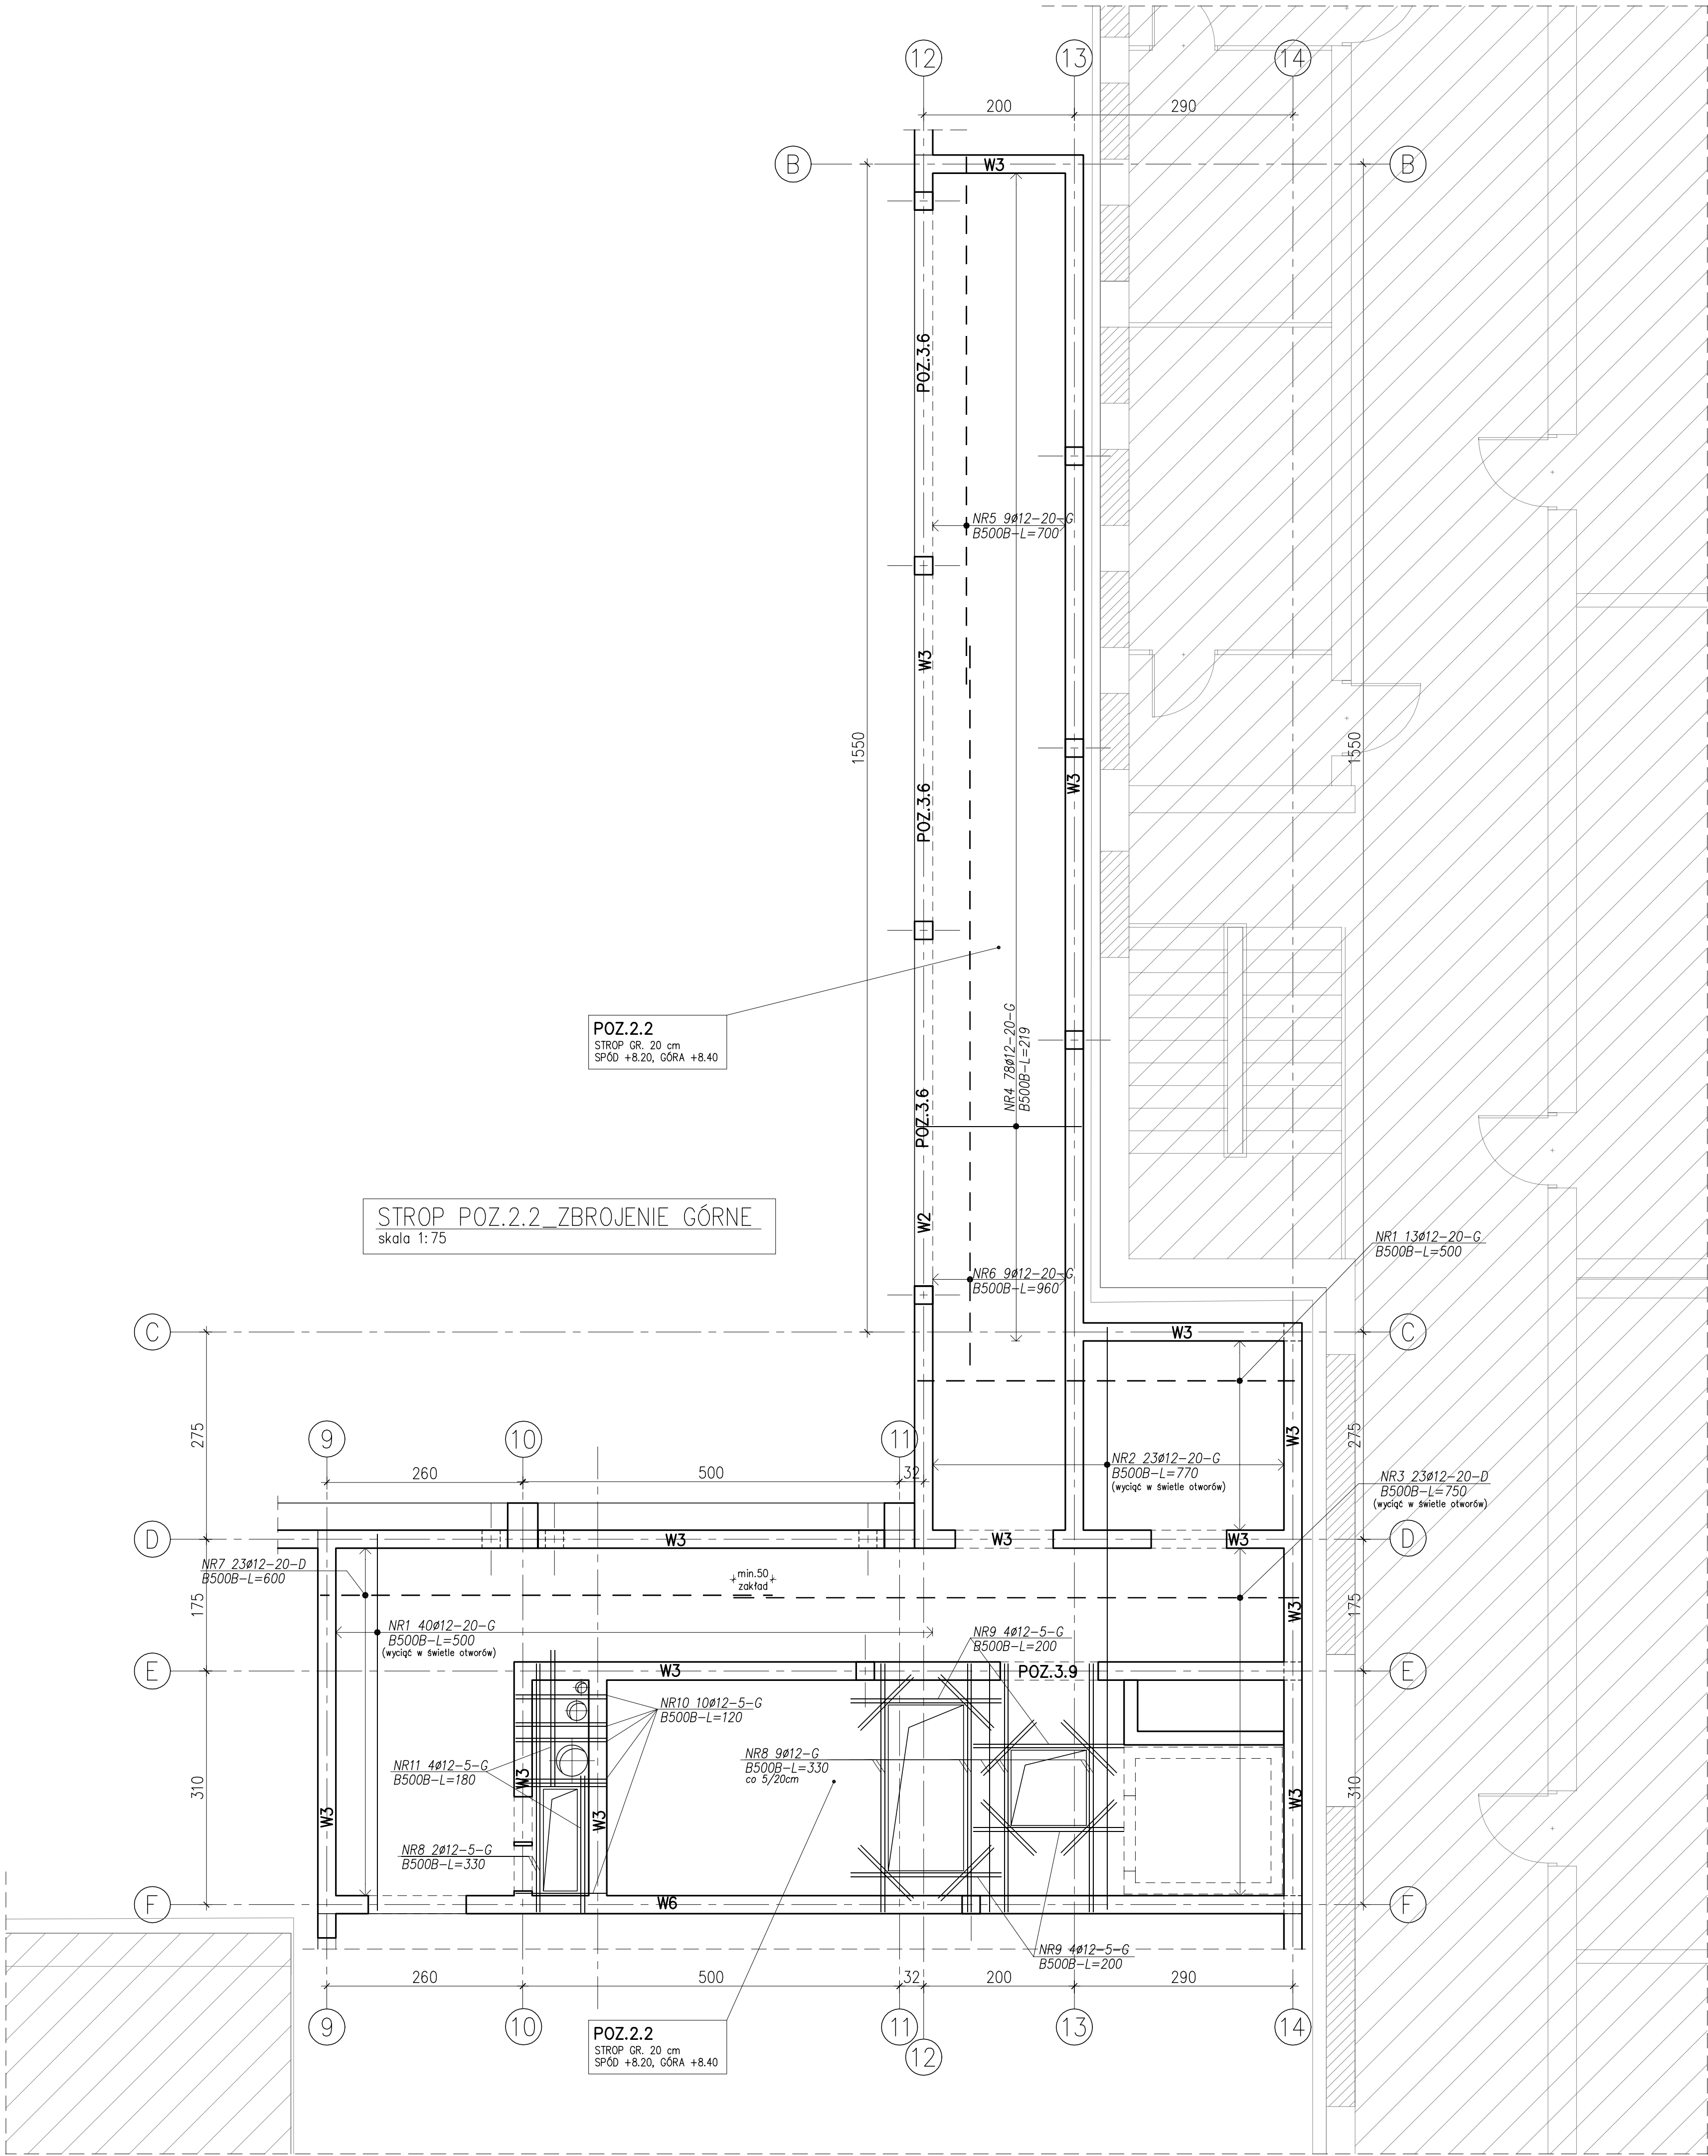 12
13
14
200
290
B
W3
B
POZ.3.6
NR5 9ø12-20-G
B500B-L=700
W3
1550
1550
W3
POZ.3.6
POZ.2.2
STROP GR. 20 cm
SPÓD +8.20, GÓRA +8.40
NR4 78ø12-20-G
B500B-L=219
POZ.3.6
STROP POZ.2.2_ZBROJENIE GÓRNE
skala 1:75
W2
NR1 13ø12-20-G
B500B-L=500
NR6 9ø12-20-G
B500B-L=960
C
W3
C
275
9
10
11
W3
275
260
500
32
NR2 23ø12-20-G
B500B-L=770
(wyciąć w świetle otworów)
NR3 23ø12-20-D
B500B-L=750
(wyciąć w świetle otworów)
D
W3
W3
W3
D
NR7 23ø12-20-D
B500B-L=600
min.50
zakład
175
W3
175
NR1 40ø12-20-G
B500B-L=500
(wyciąć w świetle otworów)
NR9 4ø12-5-G
B500B-L=200
E
W3
POZ.3.9
E
NR10 10ø12-5-G
B500B-L=120
NR11 4ø12-5-G
B500B-L=180
W3
NR8 9ø12-G
B500B-L=330
co 5/20cm
310
W3
W3
W3
310
NR8 2ø12-5-G
B500B-L=330
F
W6
F
NR9 4ø12-5-G
B500B-L=200
260
500
32
200
290
9
10
11
12
13
14
POZ.2.2
STROP GR. 20 cm
SPÓD +8.20, GÓRA +8.40